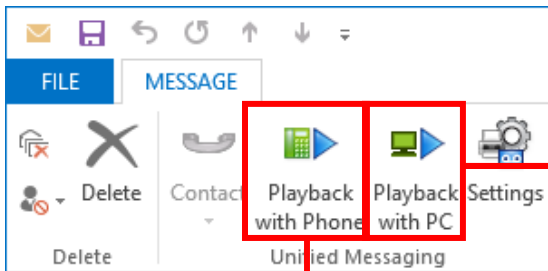 FILE MESSAGE
Delete Contact Playback with Phone Playback with PC Settings
Delete Unified Messaging